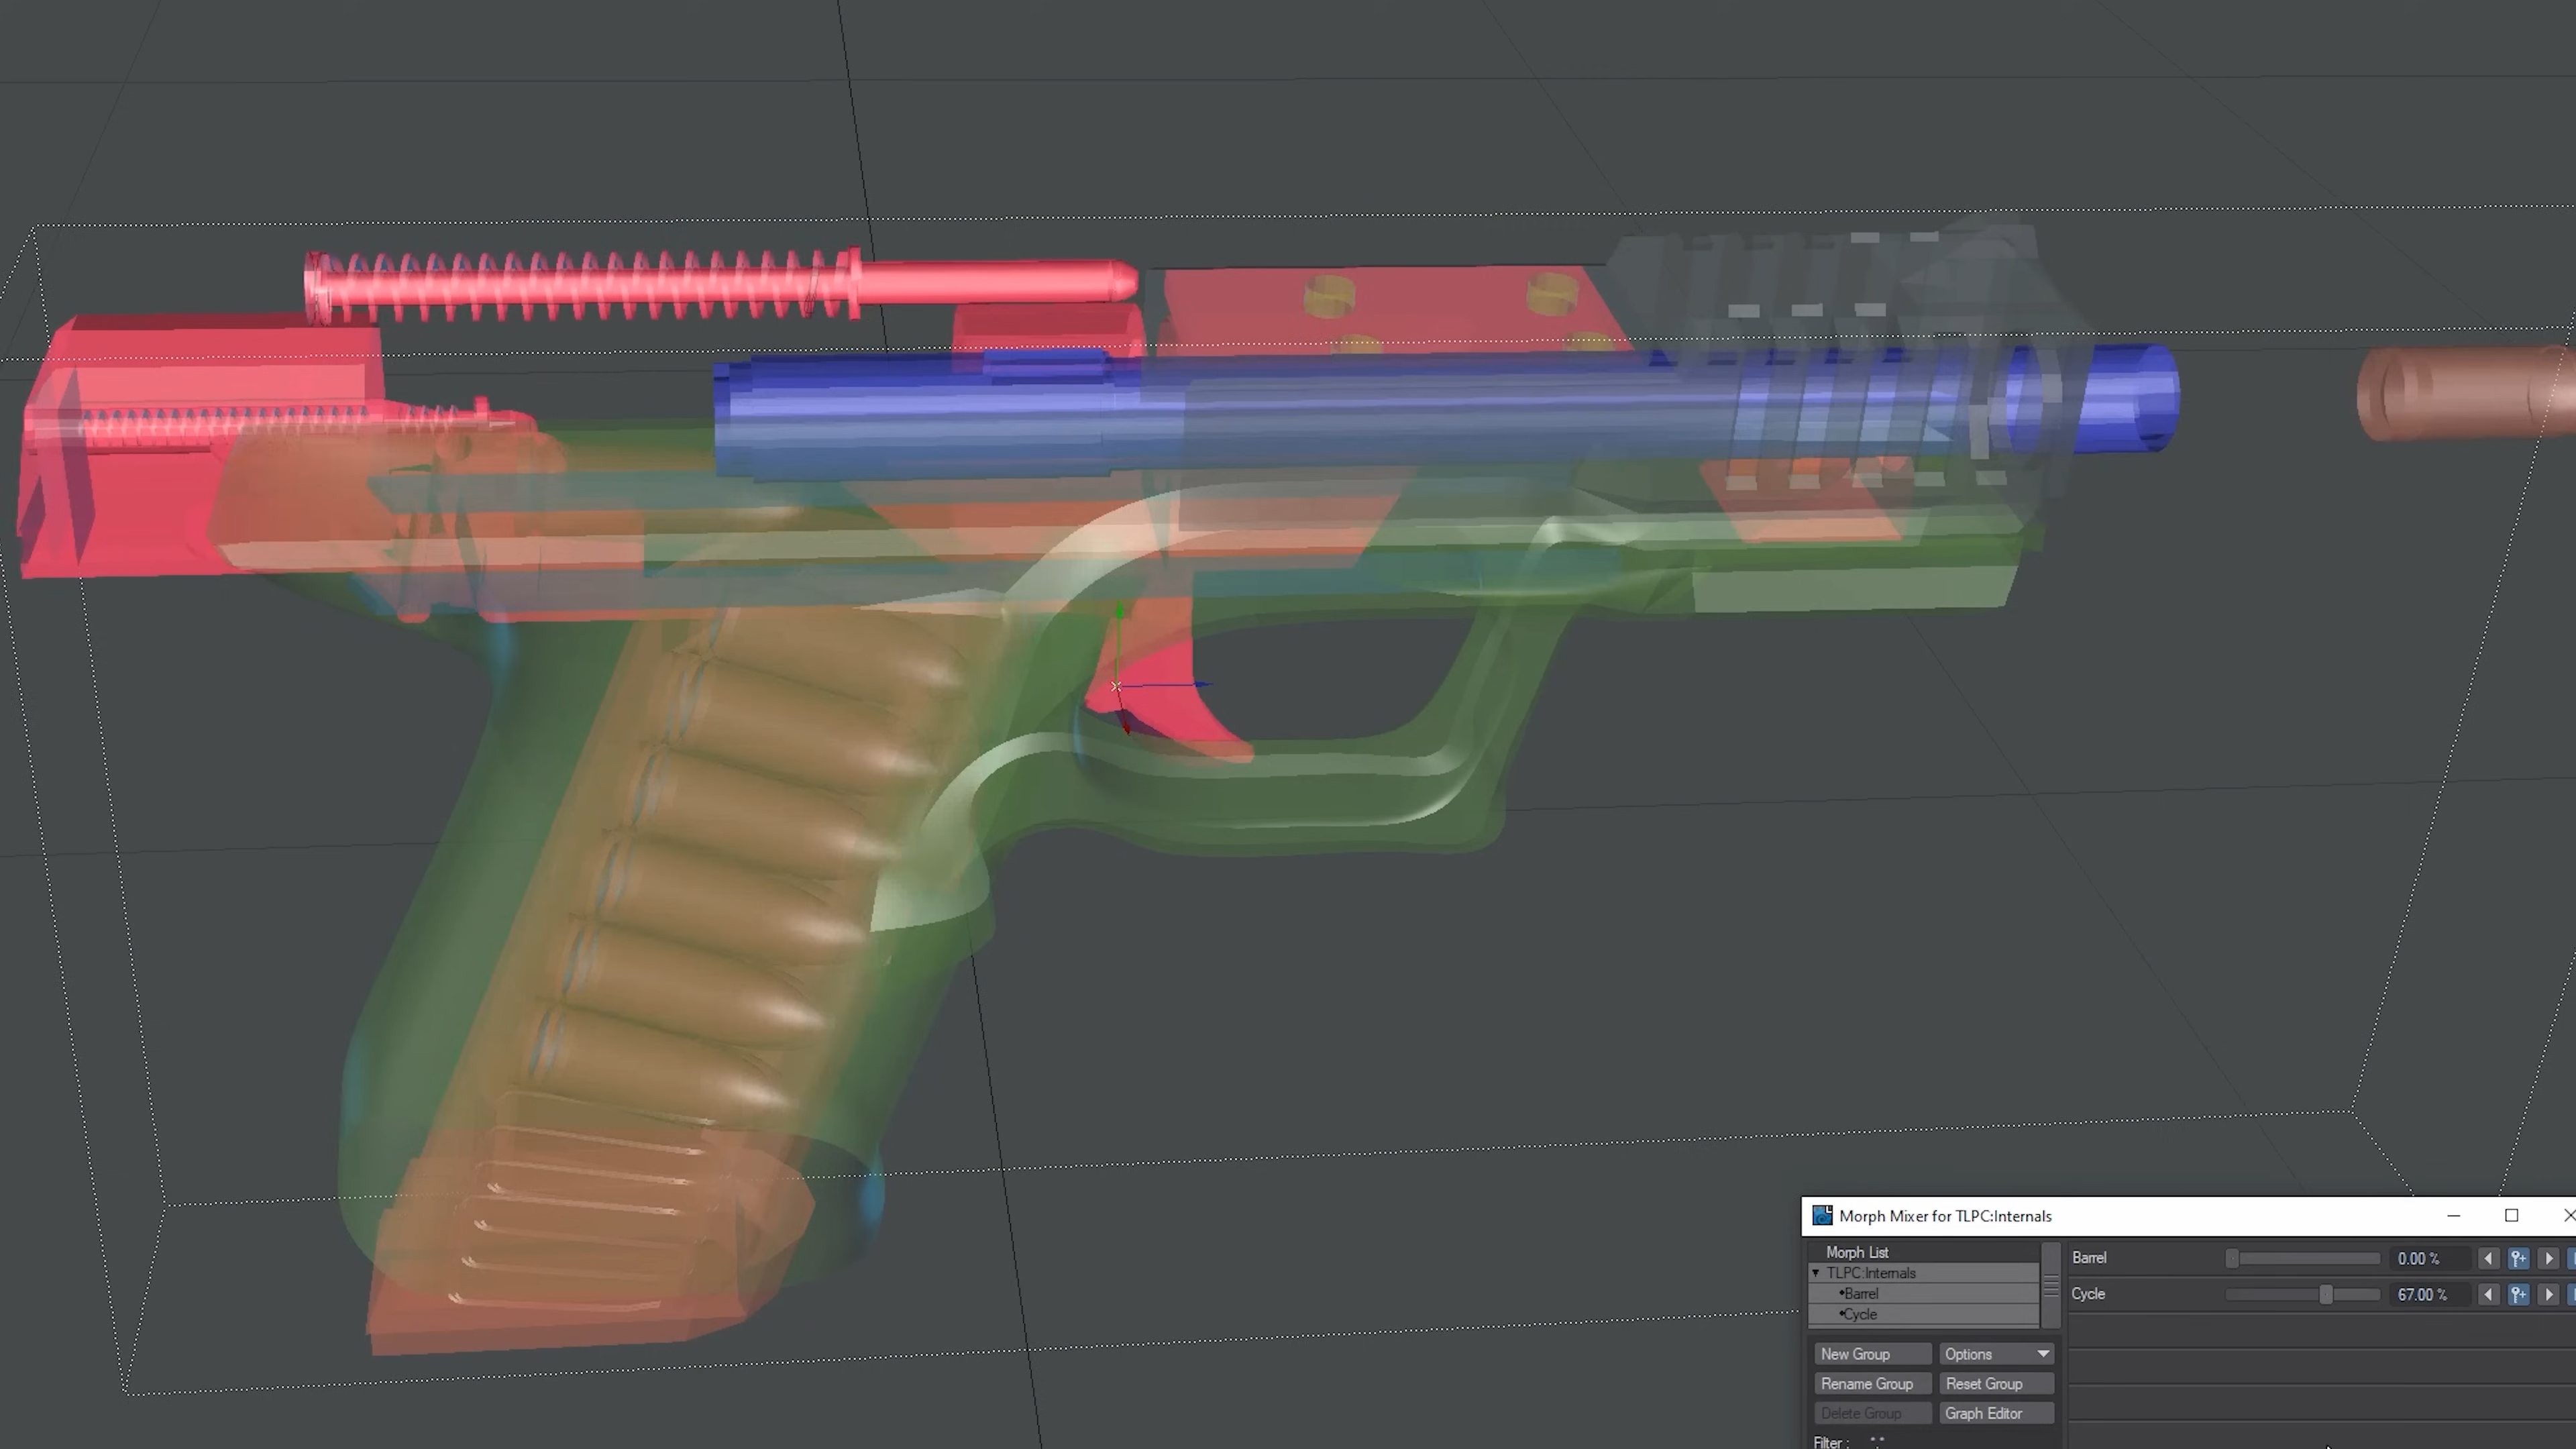 Morph Mixer for TLPC:Internals
Morph List
TLPC:Internals
Barrel
Cycle
Barrel 0.00 %
Cycle 67.00 %
New Group Options
Rename Group Reset Group
Delete Group Graph Editor
Filter :